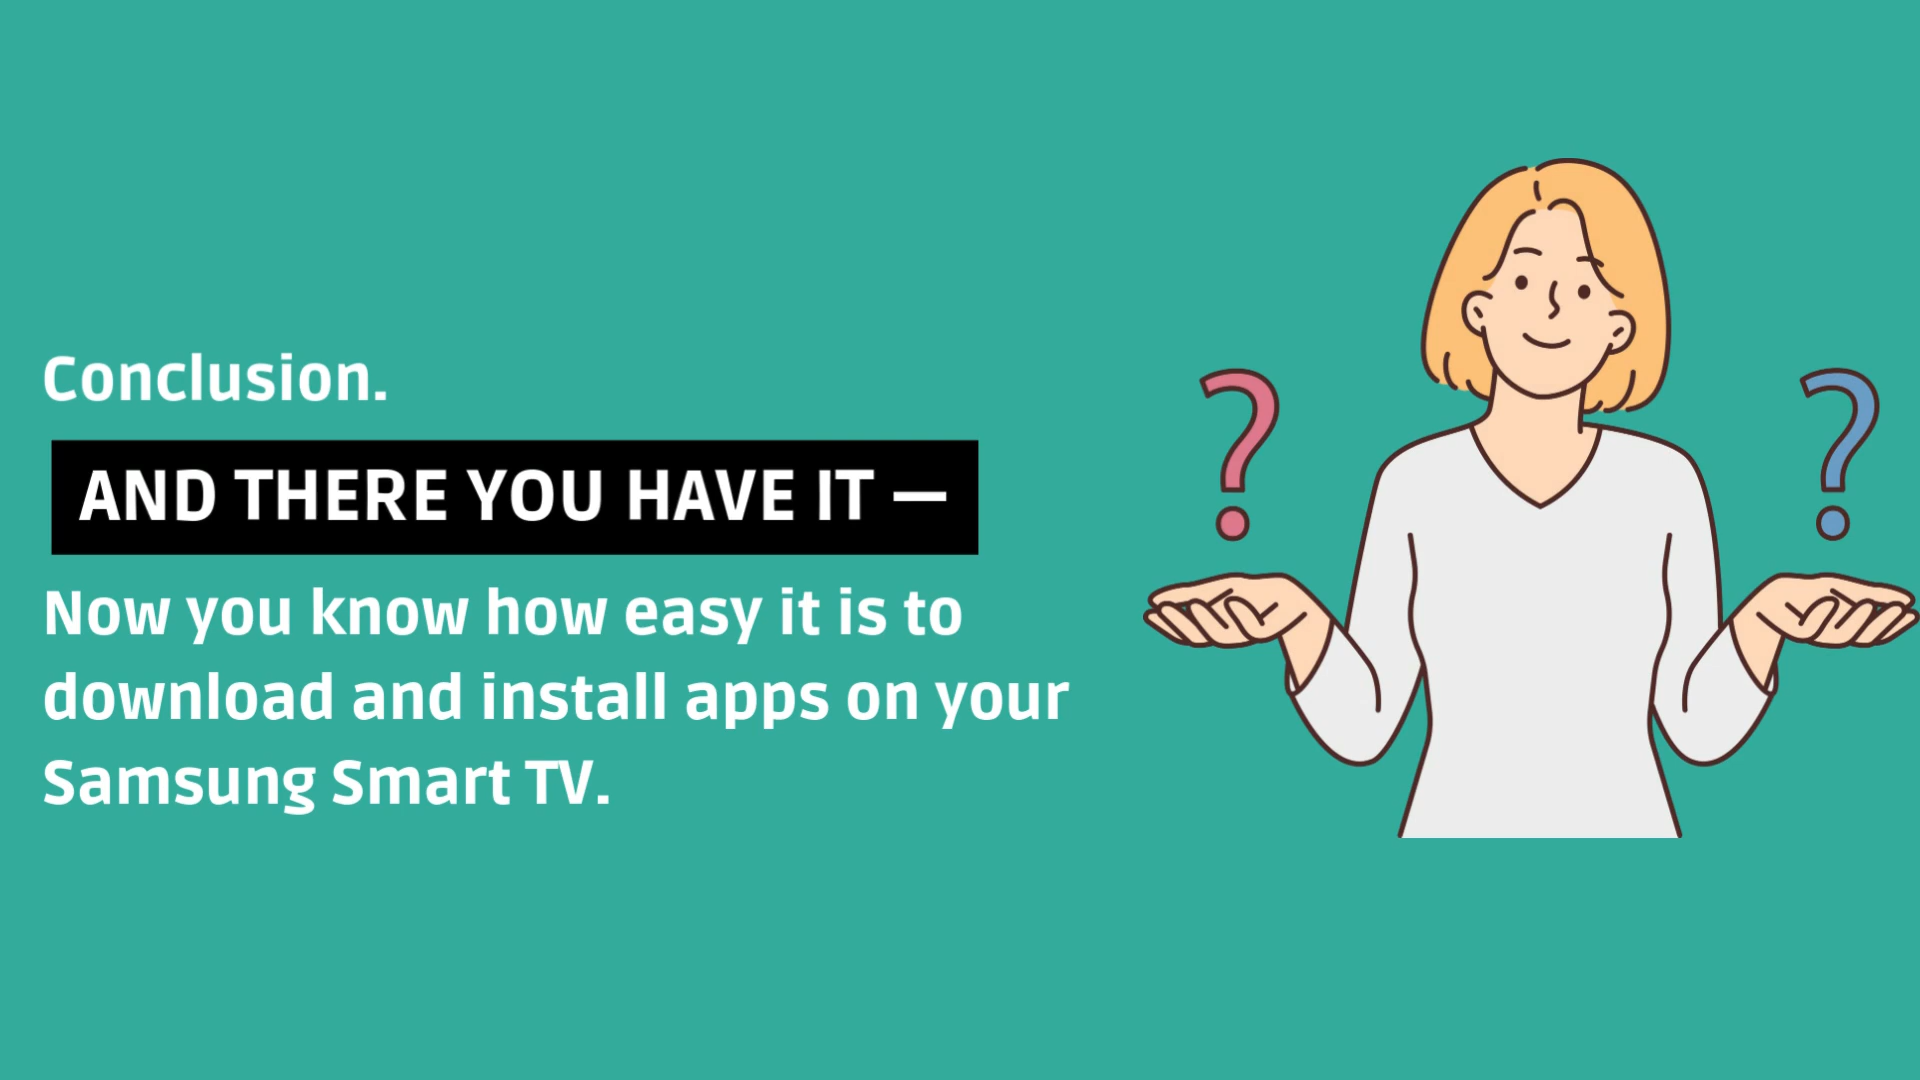 Conclusion.
AND THERE YOU HAVE IT —
Now you know how easy it is to
download and install apps on your
Samsung Smart TV.
?
?